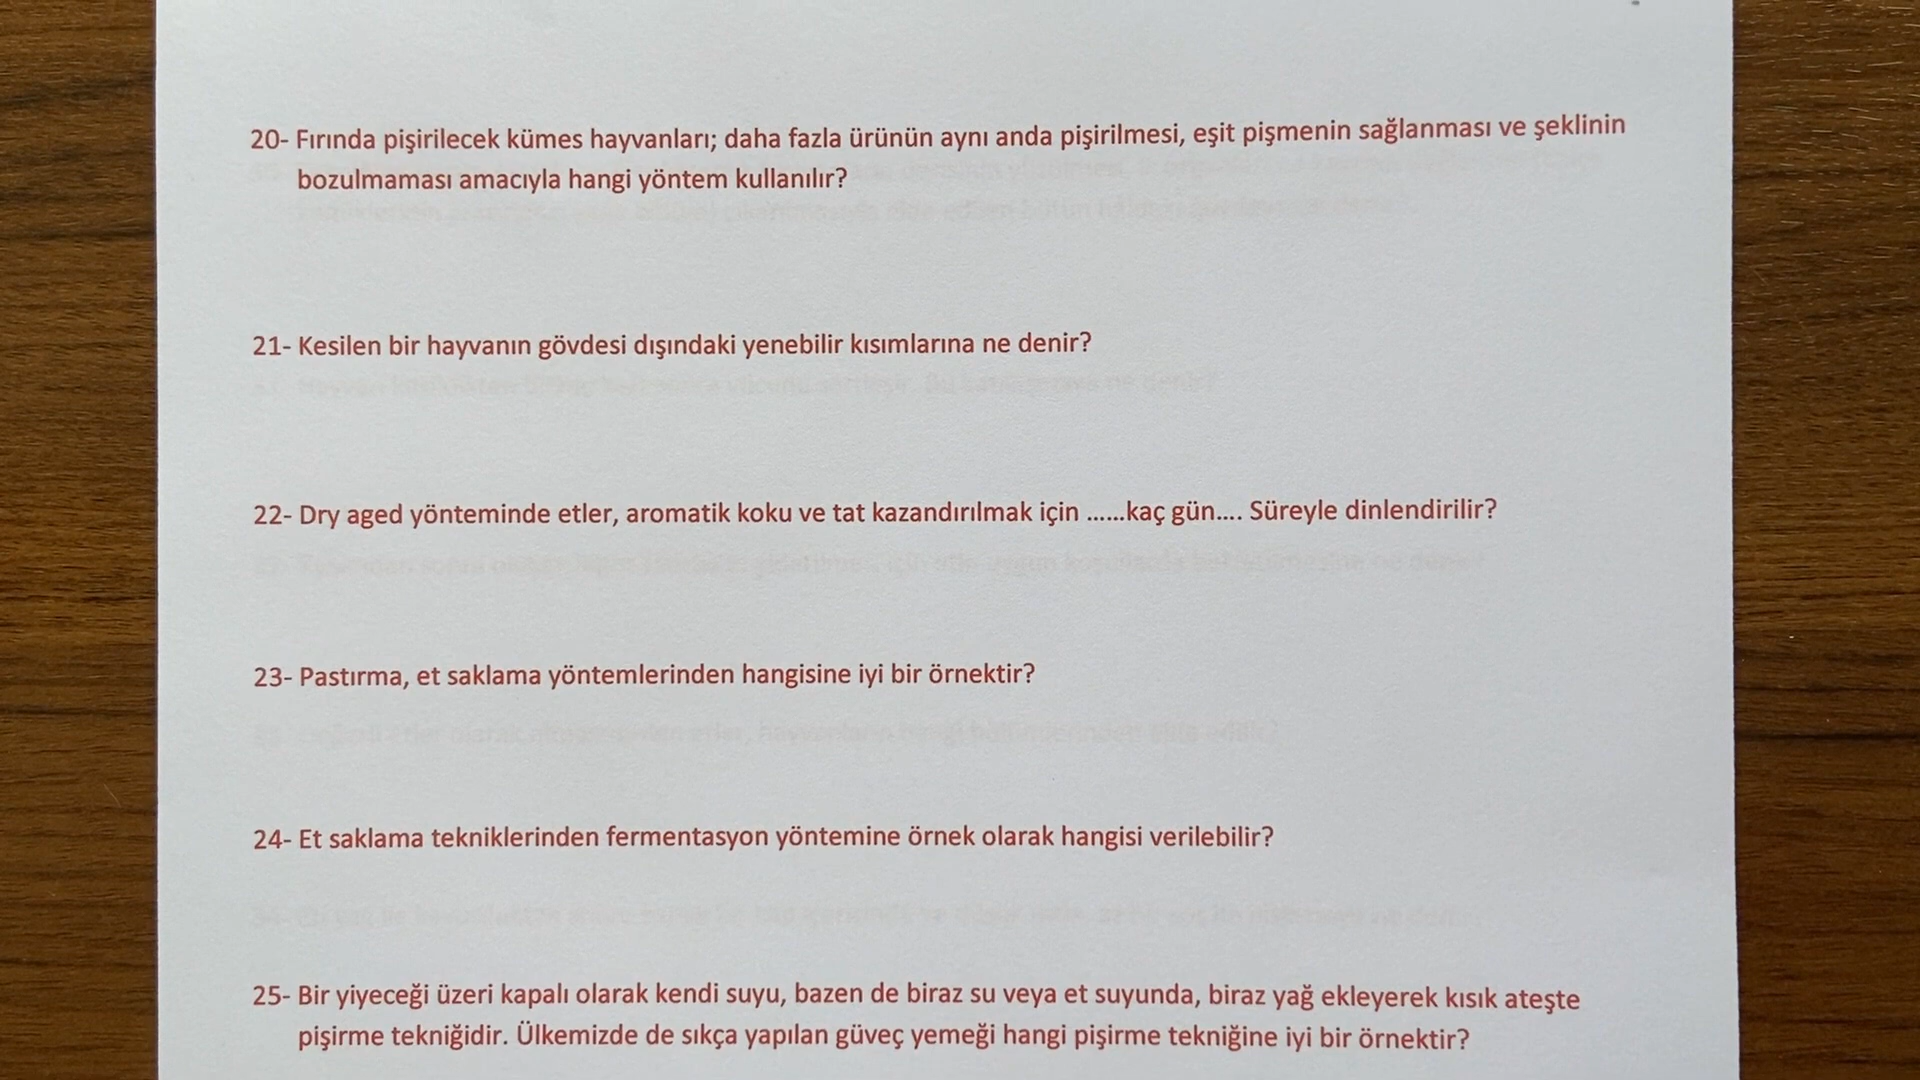 20- Fırında pişirilecek kümes hayvanları; daha fazla ürünün aynı anda pişirilmesi, eşit pişmenin sağlanması ve şeklinin
bozulmaması amacıyla hangi yöntem kullanılır?
21- Kesilen bir hayvanın gövdesi dışındaki yenebilir kısımlarına ne denir?
22- Dry aged yönteminde etler, aromatik koku ve tat kazandırılmak için ......kaç gün.... Süreyle dinlendirilir?
23- Pastırma, et saklama yöntemlerinden hangisine iyi bir örnektir?
24- Et saklama tekniklerinden fermentasyon yöntemine örnek olarak hangisi verilebilir?
25- Bir yiyeceği üzeri kapalı olarak kendi suyu, bazen de biraz su veya et suyunda, biraz yağ ekleyerek kısık ateşte
pişirme tekniğidir. Ülkemizde de sıkça yapılan güveç yemeği hangi pişirme tekniğine iyi bir örnektir?